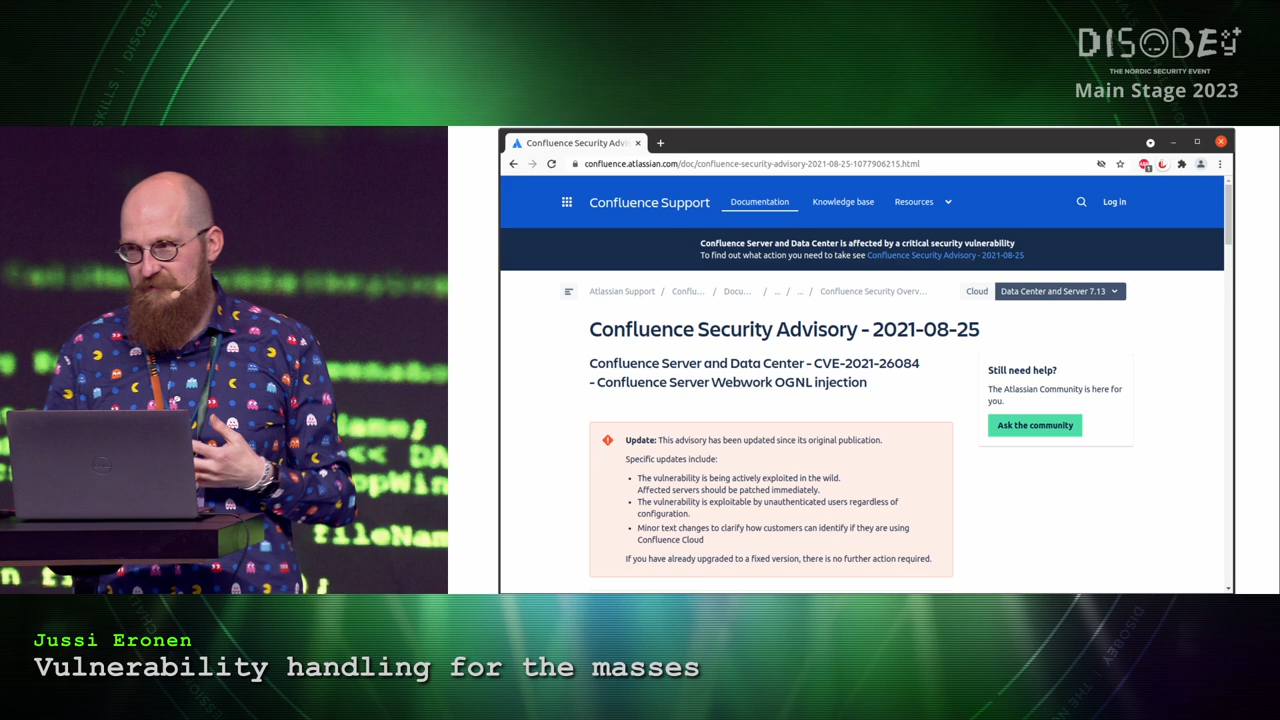 DISOBEY
THE NORDIC SECURITY EVENT
Main Stage 2023
SKILLS | DISOBEY
Confluence Security Advi
confluence.atlassian.com/doc/confluence-security-advisory-2021-08-25-1077906215.html
Confluence Support
Documentation
Knowledge base
Resources
Log in
Confluence Server and Data Center is affected by a critical security vulnerability
To find out what action you need to take see Confluence Security Advisory - 2021-08-25
Atlassian Support / Conflu... / Docu... / ... / ... / Confluence Security Overv...
Cloud
Data Center and Server 7.13
Confluence Security Advisory - 2021-08-25
Confluence Server and Data Center - CVE-2021-26084
- Confluence Server Webwork OGNL injection
Still need help?
The Atlassian Community is here for
you.
Ask the community
Update: This advisory has been updated since its original publication.
Specific updates include:
• The vulnerability is being actively exploited in the wild.
Affected servers should be patched immediately.
• The vulnerability is exploitable by unauthenticated users regardless of
configuration.
• Minor text changes to clarify how customers can identify if they are using
Confluence Cloud
If you have already upgraded to a fixed version, there is no further action required.
fileNam
Jussi Eronen
Vulnerability handling for the masses